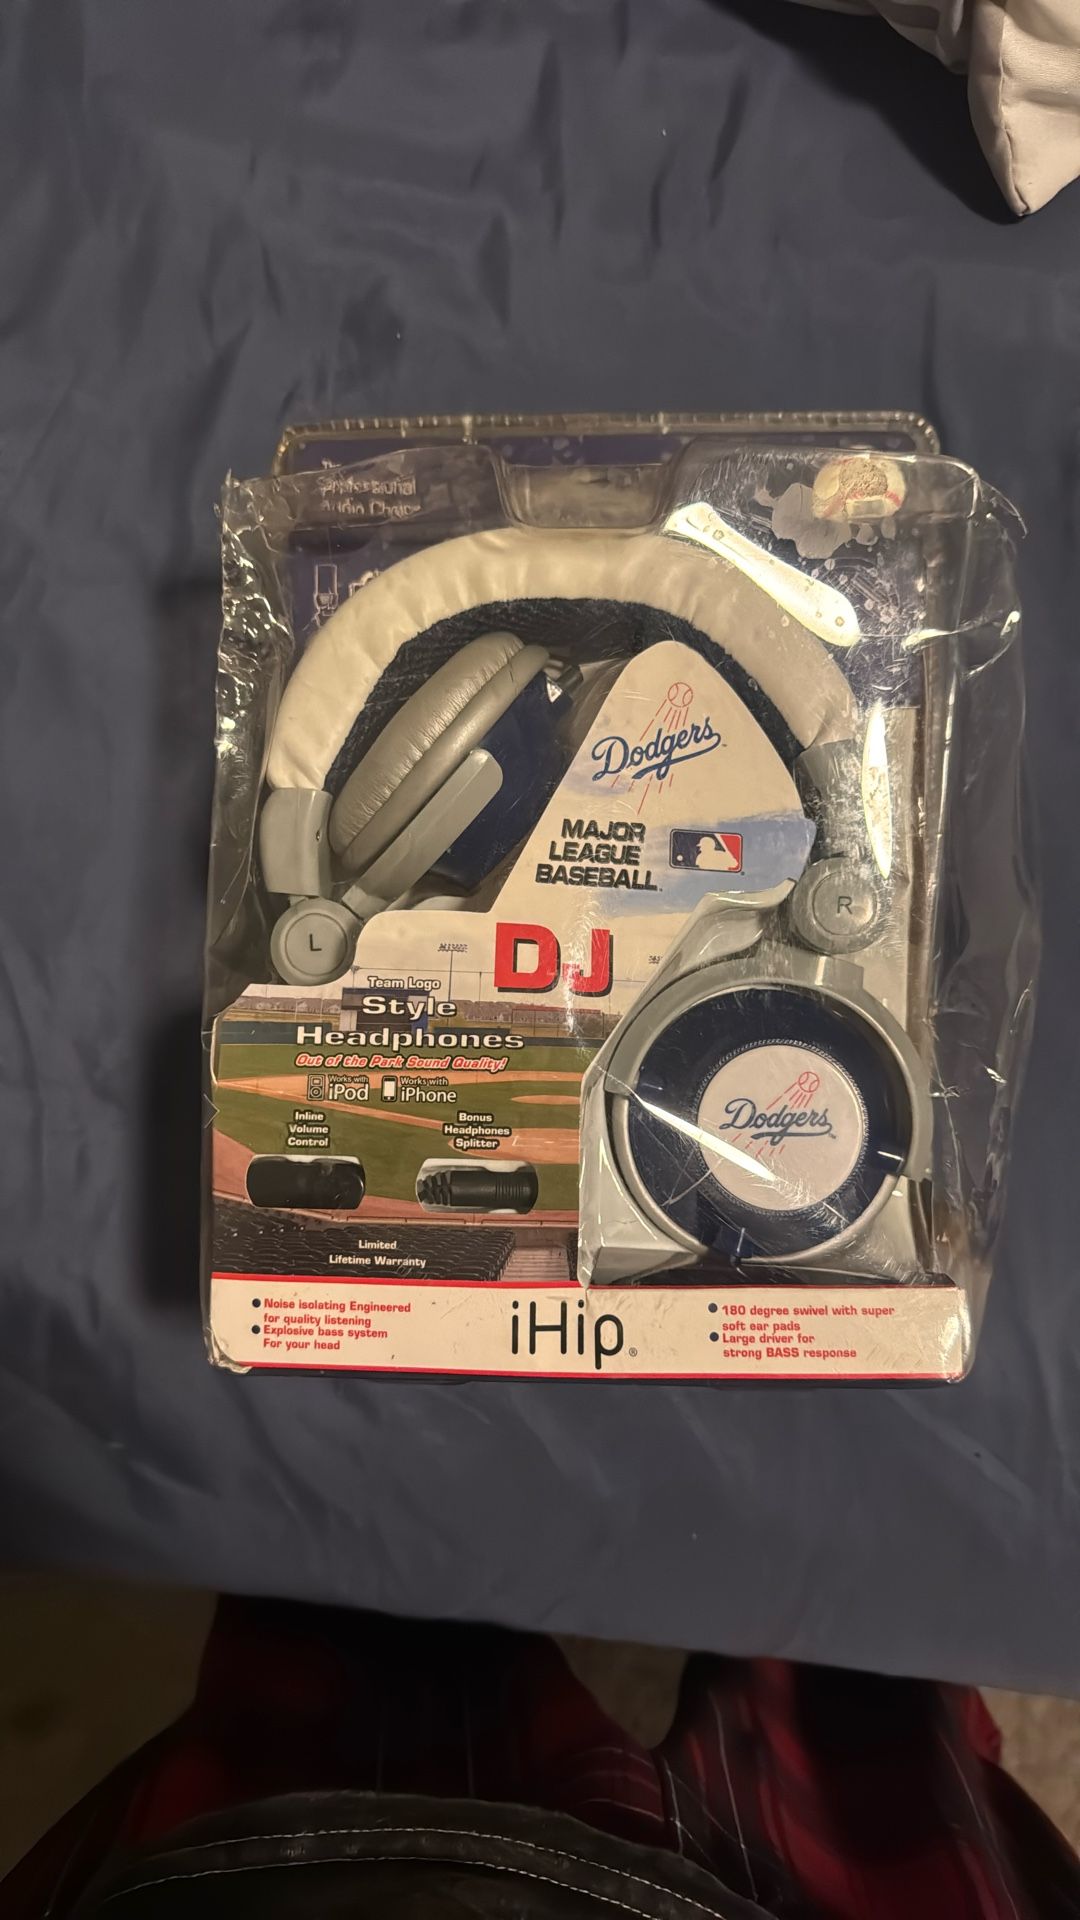 Professional
Audio Choice
Dodgers
MAJOR
LEAGUE
BASEBALL
R
L
DJ
Team Logo
Style
Headphones
Out of the Park Sound Quality!
Works with
iPod
Works with
iPhone
Inline
Volume
Control
Bonus
Headphones
Splitter
Dodgers
Limited
Lifetime Warranty
● Noise isolating Engineered
for quality listening
● Explosive bass system
For your head
iHip®
● 180 degree swivel with super
soft ear pads
● Large driver for
strong BASS response